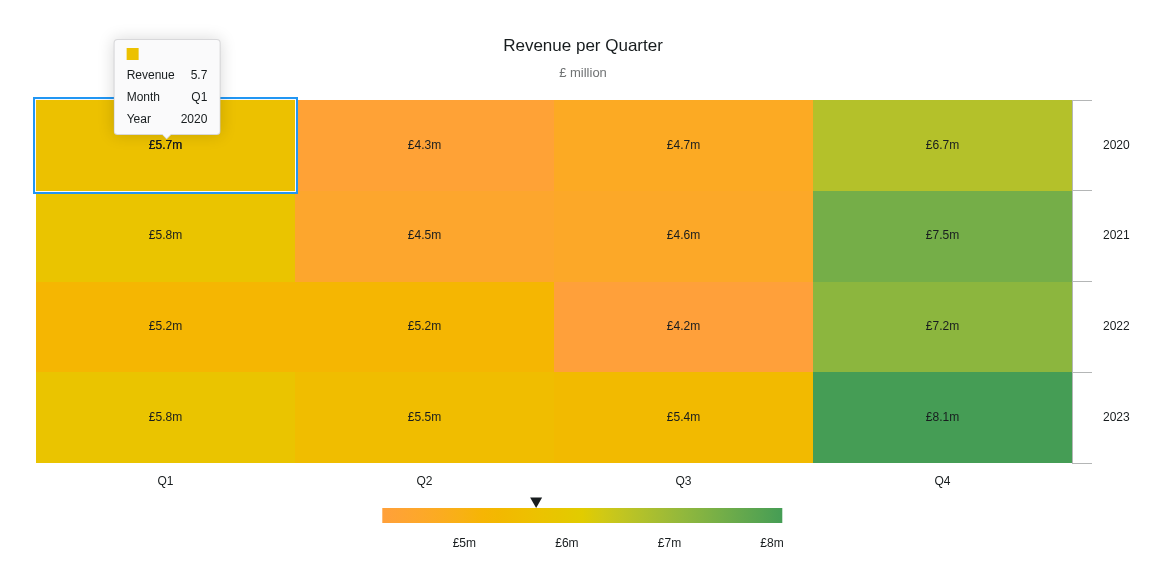 Revenue per Quarter
£ million
Revenue 5.7
Month Q1
Year 2020
£5.7m £4.3m £4.7m £6.7m 2020
£5.8m £4.5m £4.6m £7.5m 2021
£5.2m £5.2m £4.2m £7.2m 2022
£5.8m £5.5m £5.4m £8.1m 2023
Q1 Q2 Q3 Q4
£5m £6m £7m £8m